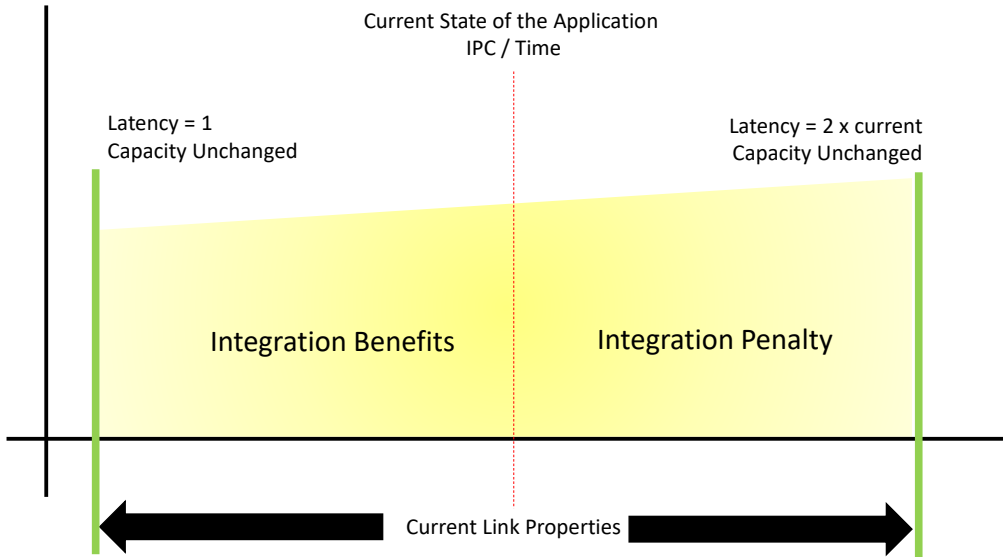 Current State of the Application
IPC / Time
Latency = 1
Capacity Unchanged
Latency = 2 x current
Capacity Unchanged
Integration Benefits
Integration Penalty
Current Link Properties